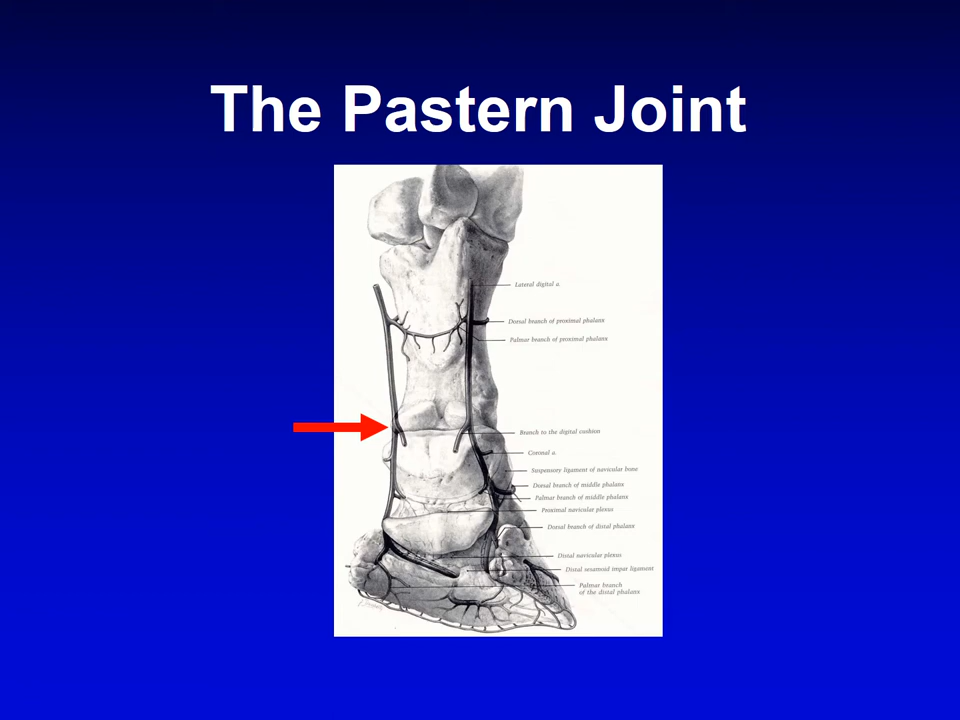 The Pastern Joint
Lateral digital a.
Dorsal branch of proximal phalanx
Palmar branch of proximal phalanx
Branch to the digital cushion
Coronal a.
Suspensory ligament of navicular bone
Dorsal branch of middle phalanx
Palmar branch of middle phalanx
Proximal navicular plexus
Dorsal branch of distal phalanx
Distal navicular plexus
Distal sesamoid impar ligament
Palmar branch
of the distal phalanx